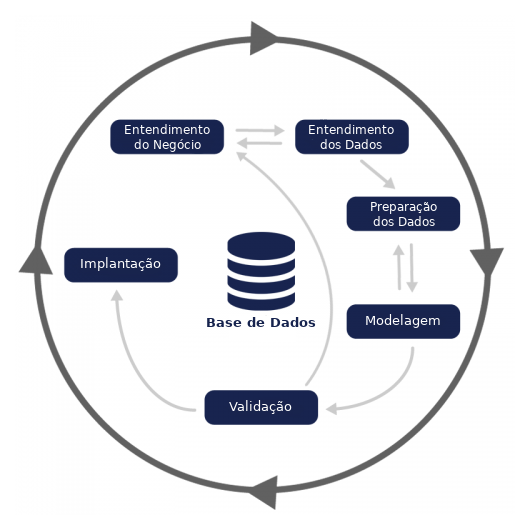 Entendimento
do Negócio
Entendimento
dos Dados
Preparação
dos Dados
Implantação
Base de Dados
Modelagem
Validação